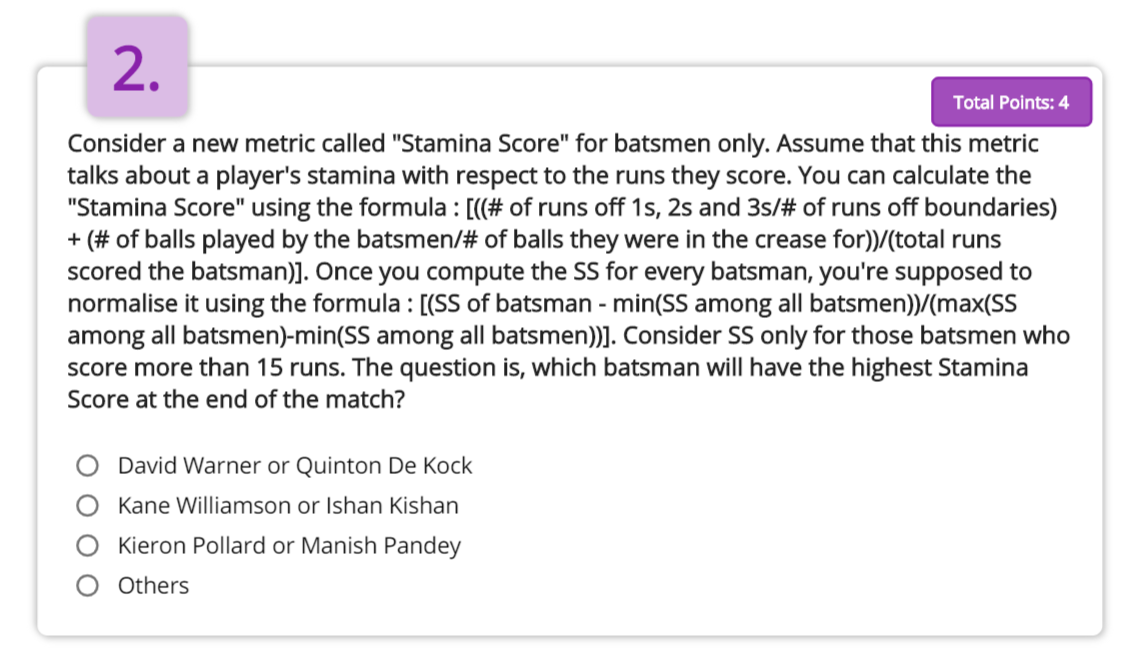 2.
Total Points: 4
Consider a new metric called "Stamina Score" for batsmen only. Assume that this metric
talks about a player's stamina with respect to the runs they score. You can calculate the
"Stamina Score" using the formula : [((# of runs off 1s, 2s and 3s/# of runs off boundaries)
+ (# of balls played by the batsmen/# of balls they were in the crease for))/(total runs
scored the batsman)]. Once you compute the SS for every batsman, you're supposed to
normalise it using the formula : [(SS of batsman - min(SS among all batsmen))/(max(SS
among all batsmen)-min(SS among all batsmen))]. Consider SS only for those batsmen who
score more than 15 runs. The question is, which batsman will have the highest Stamina
Score at the end of the match?
David Warner or Quinton De Kock
Kane Williamson or Ishan Kishan
Kieron Pollard or Manish Pandey
Others